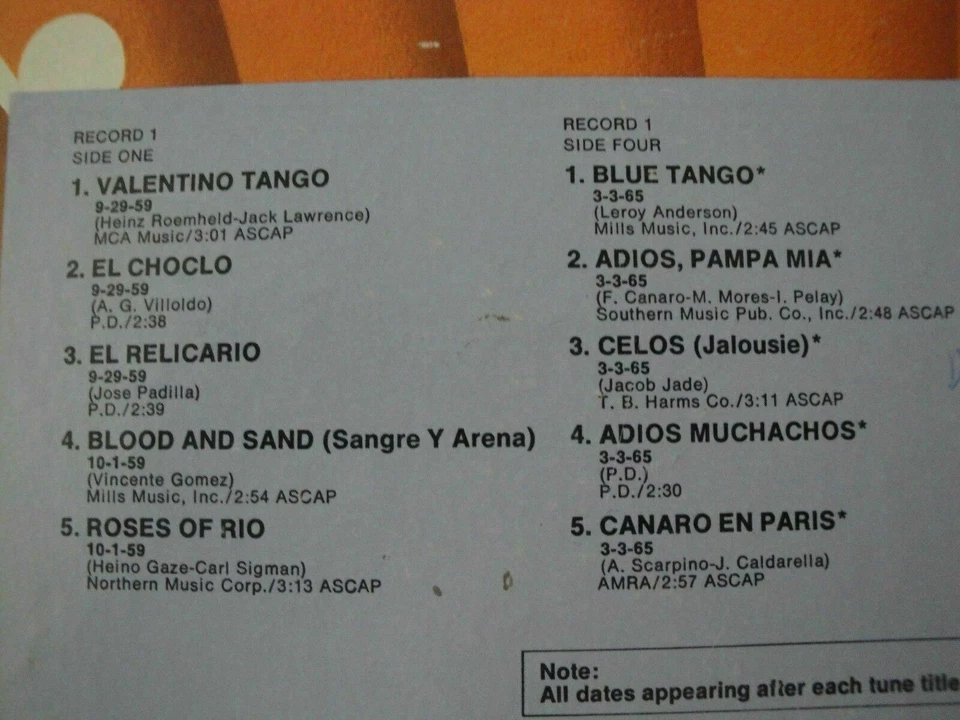 RECORD 1
SIDE ONE
1. VALENTINO TANGO
9-29-59
(Heinz Roemheld-Jack Lawrence)
MCA Music/3:01 ASCAP
2. EL CHOCLO
9-29-59
(A. G. Villoldo)
P.D./2:38
3. EL RELICARIO
9-29-59
(Jose Padilla)
P.D./2:39
4. BLOOD AND SAND (Sangre Y Arena)
10-1-59
(Vincente Gomez)
Mills Music, Inc./2:54 ASCAP
5. ROSES OF RIO
10-1-59
(Heino Gaze-Carl Sigman)
Northern Music Corp./3:13 ASCAP
RECORD 1
SIDE FOUR
1. BLUE TANGO*
3-3-65
(Leroy Anderson)
Mills Music, Inc./2:45 ASCAP
2. ADIOS, PAMPA MIA*
3-3-65
(F. Canaro-M. Mores-I. Pelay)
Southern Music Pub. Co., Inc./2:48 ASCAP
3. CELOS (Jalousie)*
3-3-65
(Jacob Jade)
T. B. Harms Co./3:11 ASCAP
4. ADIOS MUCHACHOS*
3-3-65
(P.D.)
P.D./2:30
5. CANARO EN PARIS*
3-3-65
(A. Scarpino-J. Caldarella)
AMRA/2:57 ASCAP
Note:
All dates appearing after each tune title